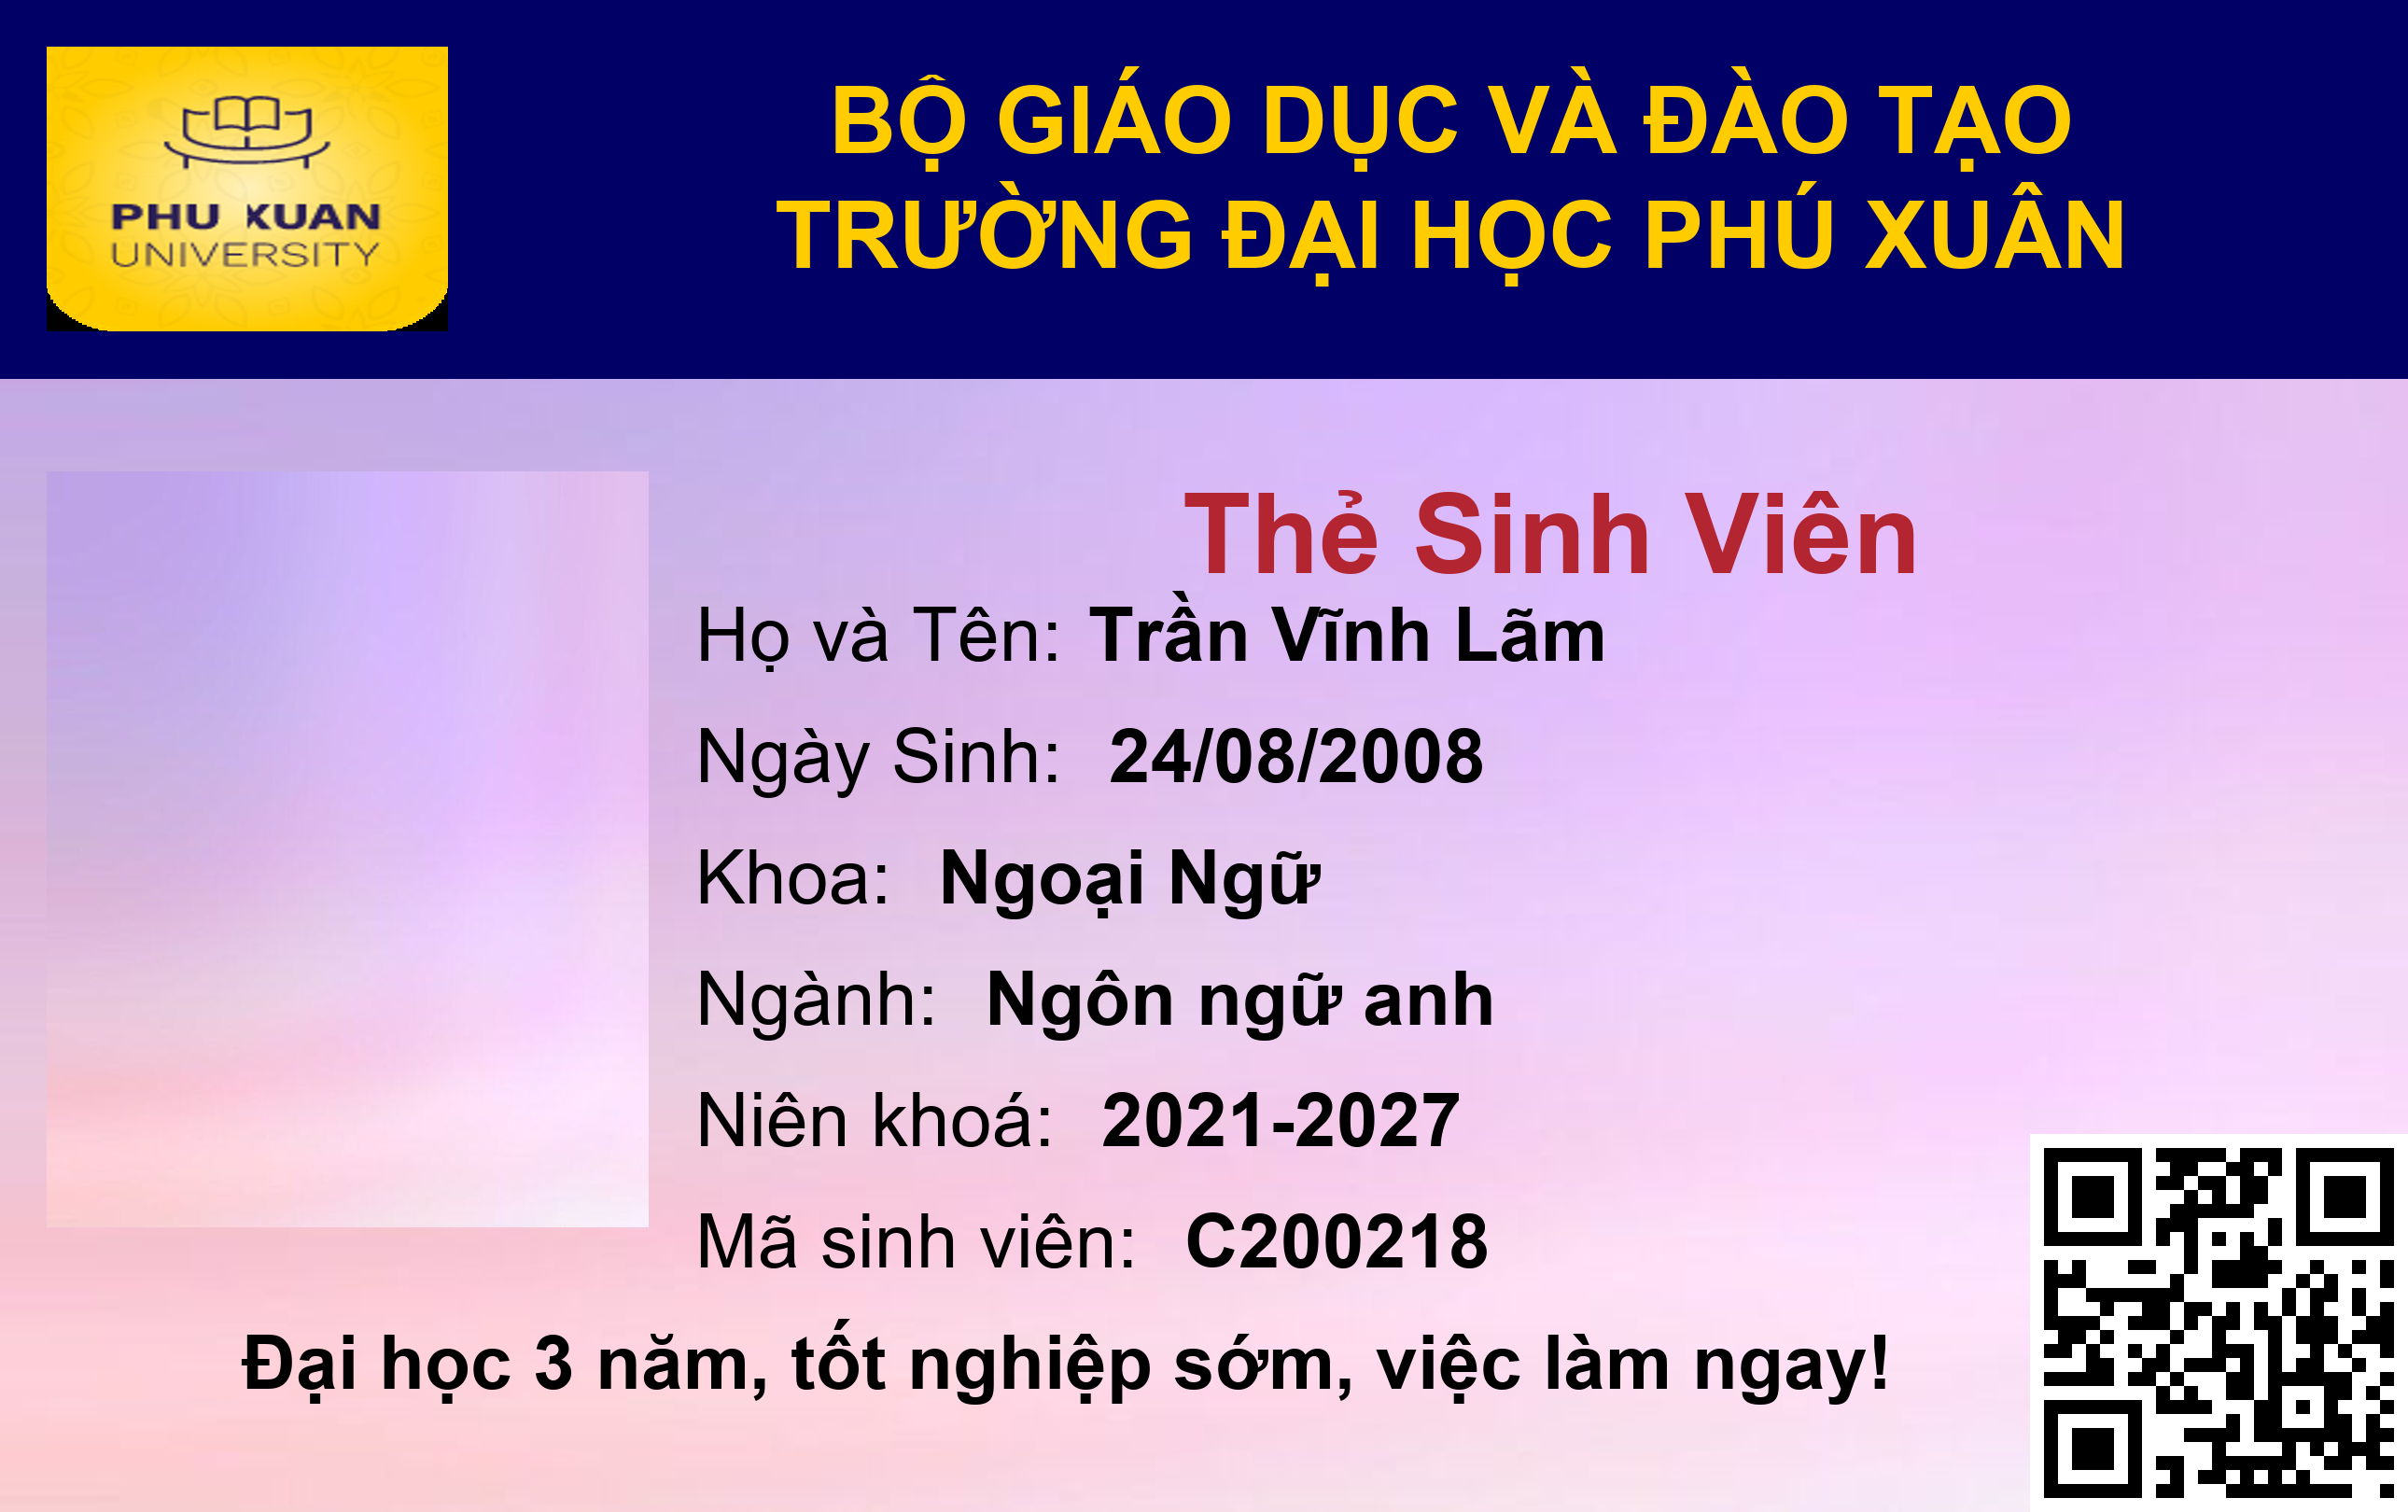 PHU XUAN
UNIVERSITY
BỘ GIÁO DỤC VÀ ĐÀO TẠO
TRƯỜNG ĐẠI HỌC PHÚ XUÂN
Thẻ Sinh Viên
Họ và Tên: Trần Vĩnh Lãm
Ngày Sinh: 24/08/2008
Khoa: Ngoại Ngữ
Ngành: Ngôn ngữ anh
Niên khoá: 2021-2027
Mã sinh viên: C200218
Đại học 3 năm, tốt nghiệp sớm, việc làm ngay!